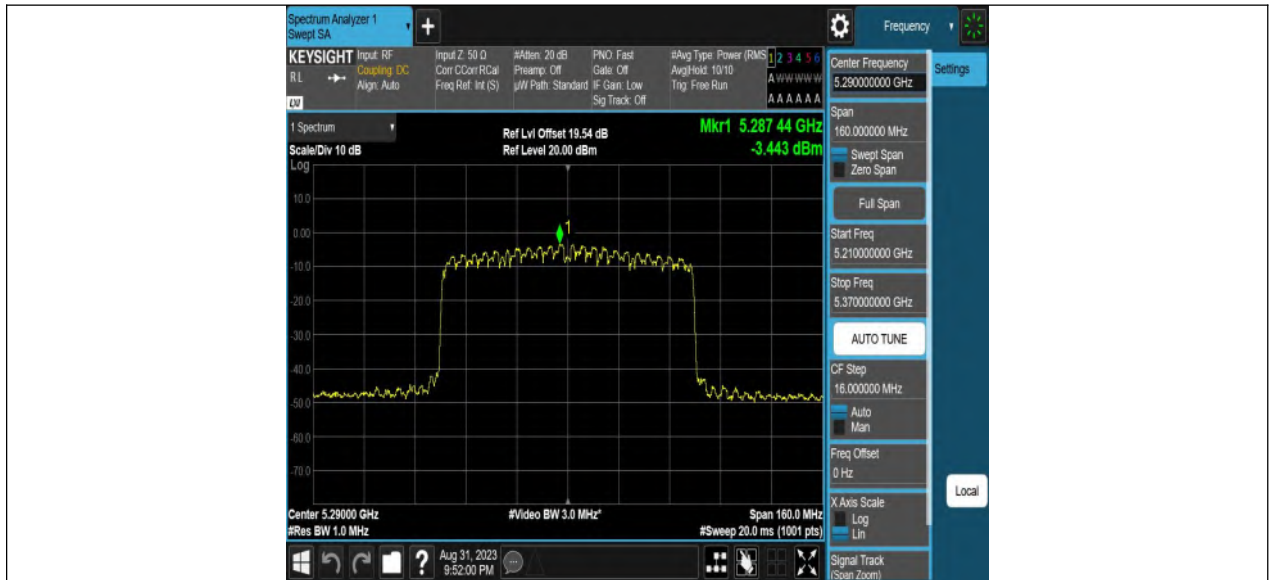 Spectrum Analyzer 1
Swept SA
+
Frequency
KEYSIGHT
RL
LXI
Input: RF
Coupling: DC
Align: Auto
Input Z: 50 Ω
Corr CCorr RCal
Freq Ref: Int (S)
#Atten: 20 dB
Preamp: Off
µW Path: Standard
PNO: Fast
Gate: Off
IF Gain: Low
Sig Track: Off
#Avg Type: Power (RMS
Avg|Hold: 10/10
Trig: Free Run
1 2 3 4 5 6
A W W W W W
A A A A A A
1 Spectrum
Scale/Div 10 dB
Ref Lvl Offset 19.54 dB
Ref Level 20.00 dBm
Mkr1 5.287 44 GHz
-3.443 dBm
Log
10.0
0.00
-10.0
-20.0
-30.0
-40.0
-50.0
-60.0
-70.0
1
Center 5.29000 GHz
#Res BW 1.0 MHz
#Video BW 3.0 MHz*
Span 160.0 MHz
#Sweep 20.0 ms (1001 pts)
?
Aug 31, 2023
9:52:00 PM
Center Frequency
5.290000000 GHz
Settings
Span
160.000000 MHz
Swept Span
Zero Span
Full Span
Start Freq
5.210000000 GHz
Stop Freq
5.370000000 GHz
AUTO TUNE
CF Step
16.000000 MHz
Auto
Man
Freq Offset
0 Hz
X Axis Scale
Log
Lin
Local
Signal Track
(Span Zoom)